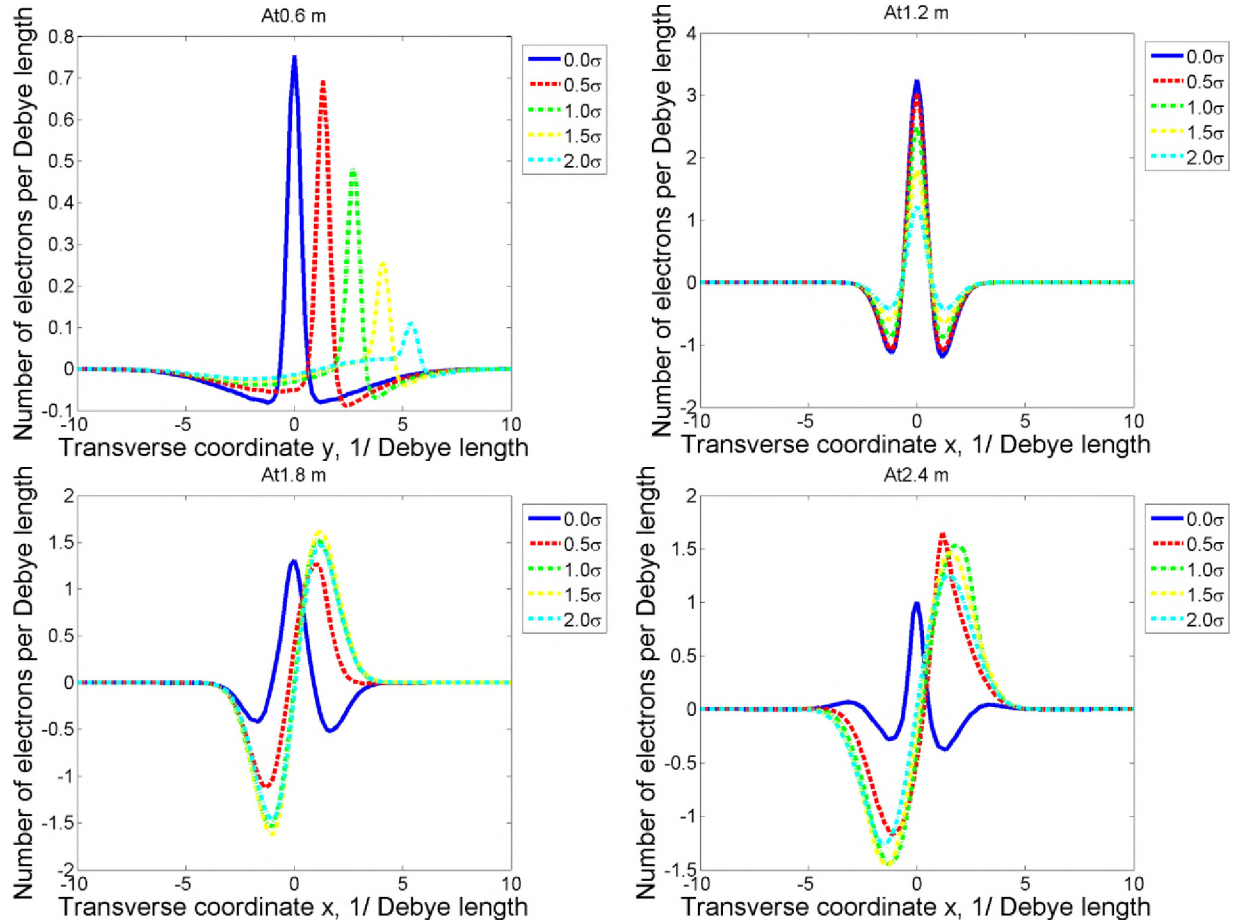 At0.6 m
Number of electrons per Debye length
0.8
0.7
0.6
0.5
0.4
0.3
0.2
0.1
0
-0.1
-10
-5
0
5
10
Transverse coordinate y, 1/ Debye length
0.0σ
0.5σ
1.0σ
1.5σ
2.0σ
At1.2 m
Number of electrons per Debye length
4
3
2
1
0
-1
-2
-10
-5
0
5
10
Transverse coordinate x, 1/ Debye length
0.0σ
0.5σ
1.0σ
1.5σ
2.0σ
At1.8 m
Number of electrons per Debye length
2
1.5
1
0.5
0
-0.5
-1
-1.5
-2
-10
-5
0
5
10
Transverse coordinate x, 1/ Debye length
0.0σ
0.5σ
1.0σ
1.5σ
2.0σ
At2.4 m
Number of electrons per Debye length
2
1.5
1
0.5
0
-0.5
-1
-1.5
-10
-5
0
5
10
Transverse coordinate x, 1/ Debye length
0.0σ
0.5σ
1.0σ
1.5σ
2.0σ